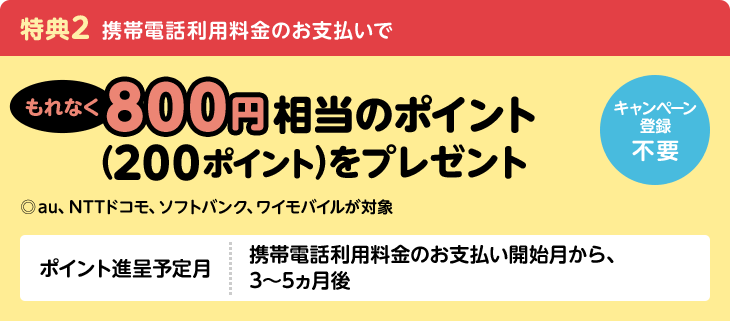 特典2 携帯電話利用料金のお支払いで
もれなく800円相当のポイント
(200ポイント)をプレゼント
キャンペーン
登録
不要
◎au、NTTドコモ、ソフトバンク、ワイモバイルが対象
ポイント進呈予定月
携帯電話利用料金のお支払い開始月から、
3～5ヵ月後